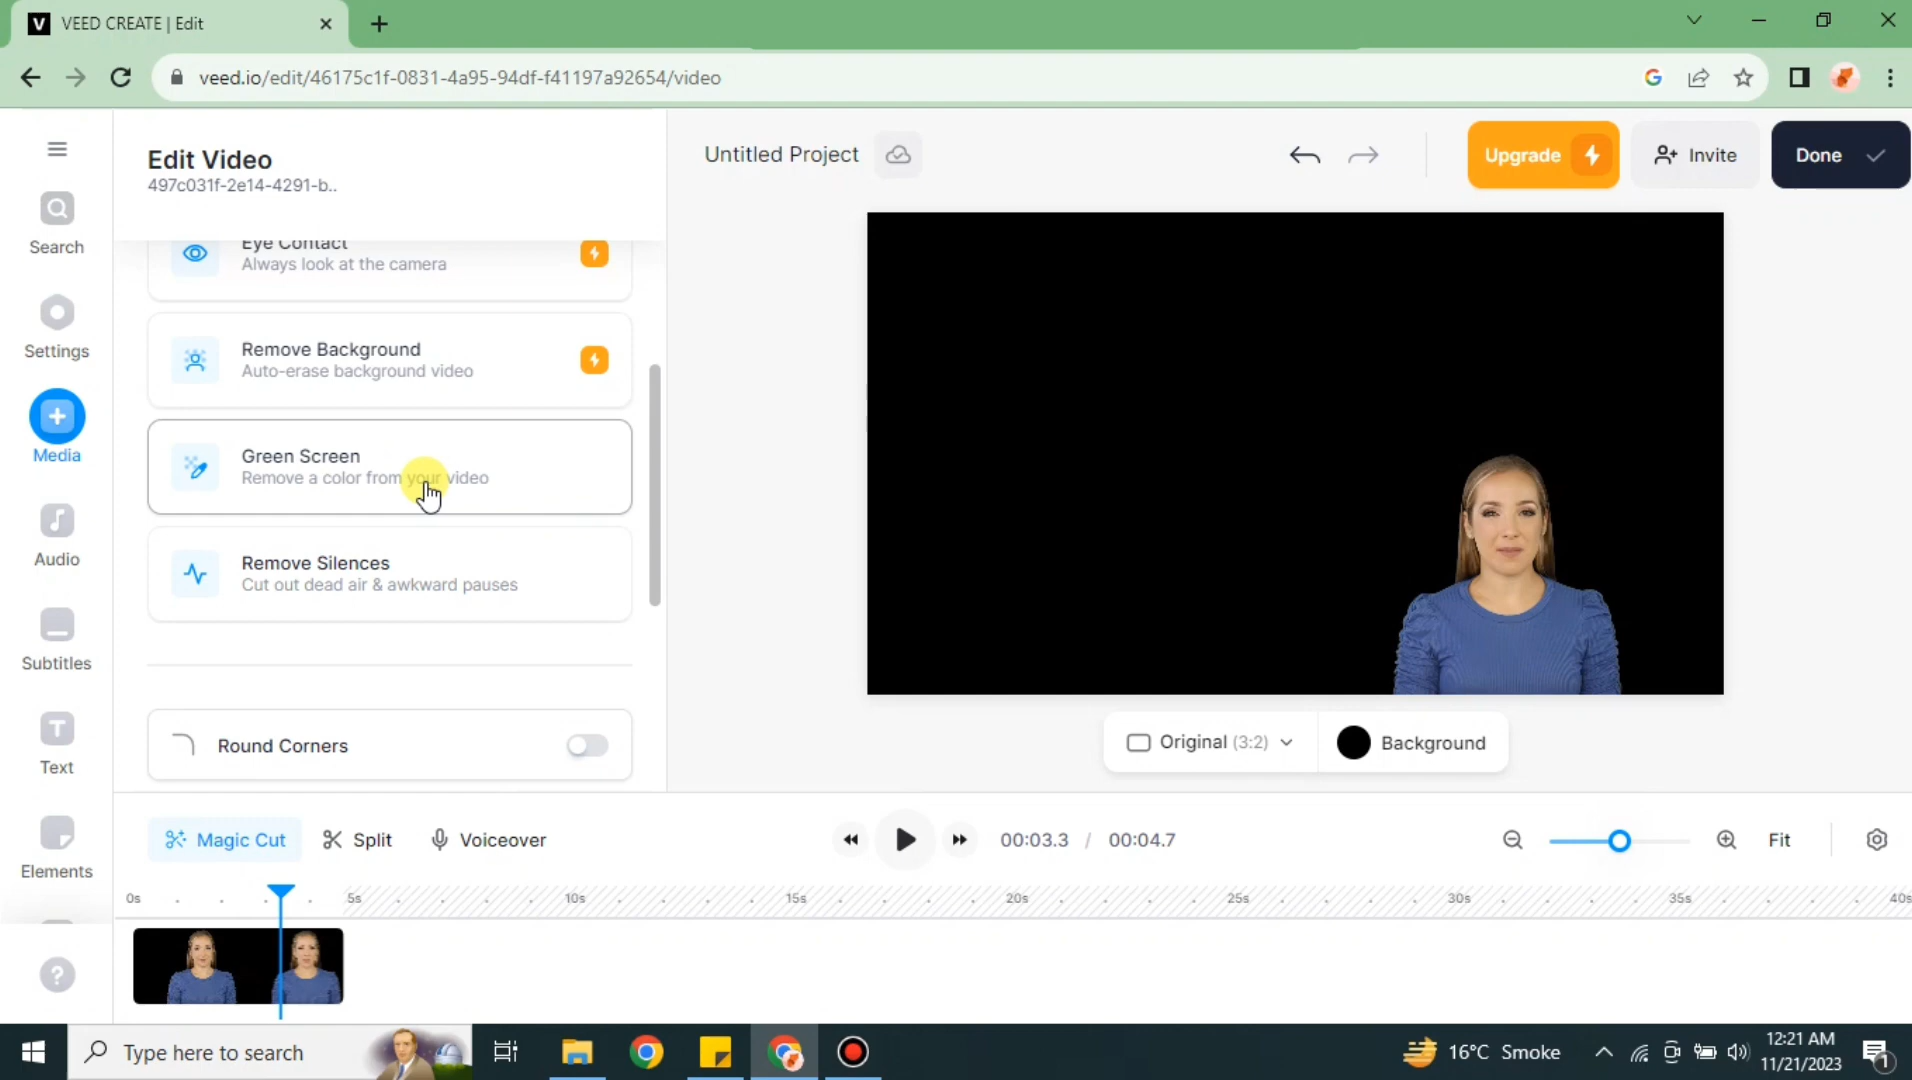 VEED CREATE | Edit
veed.io/edit/46175c1f-0831-4a95-94df-f41197a92654/video
Edit Video
497c031f-2e14-4291-b..
Untitled Project
Upgrade
Invite
Done
Search
Settings
Media
Audio
Subtitles
Text
Elements
Eye Contact
Always look at the camera
Remove Background
Auto-erase background video
Green Screen
Remove a color from your video
Remove Silences
Cut out dead air & awkward pauses
Round Corners
Original (3:2)
Background
Magic Cut
Split
Voiceover
00:03.3 / 00:04.7
Fit
0s 5s 10s 15s 20s 25s 30s 35s 40s
Type here to search
16°C Smoke
12:21 AM
11/21/2023
1